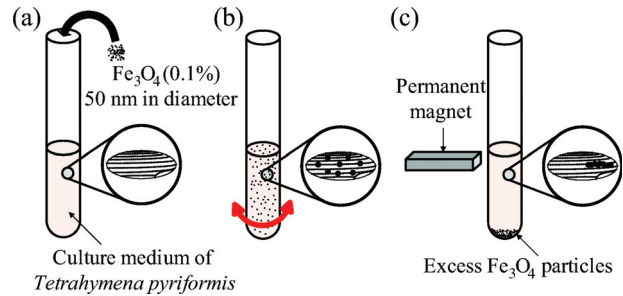 (a)
Fe₃O₄ (0.1%)
50 nm in diameter
Culture medium of
Tetrahymena pyriformis
(b)
(c)
Permanent
magnet
Excess Fe₃O₄ particles